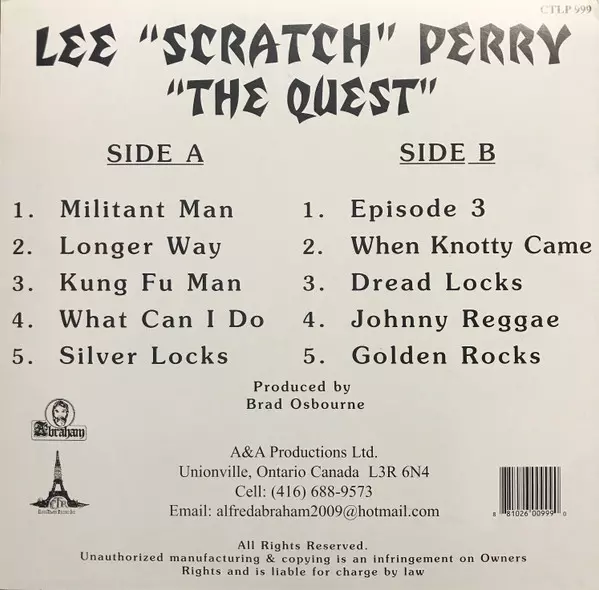 CTLP 999
LEE "SCRATCH" PERRY
"THE QUEST"
SIDE A
1. Militant Man
2. Longer Way
3. Kung Fu Man
4. What Can I Do
5. Silver Locks
SIDE B
1. Episode 3
2. When Knotty Came
3. Dread Locks
4. Johnny Reggae
5. Golden Rocks
Produced by
Brad Osbourne
Abraham
A&A Productions Ltd.
Unionville, Ontario Canada L3R 6N4
Cell: (416) 688-9573
Email: alfredabraham2009@hotmail.com
8 81026 00999 0
All Rights Reserved.
Unauthorized manufacturing & copying is an infringement on Owners
Rights and is liable for charge by law